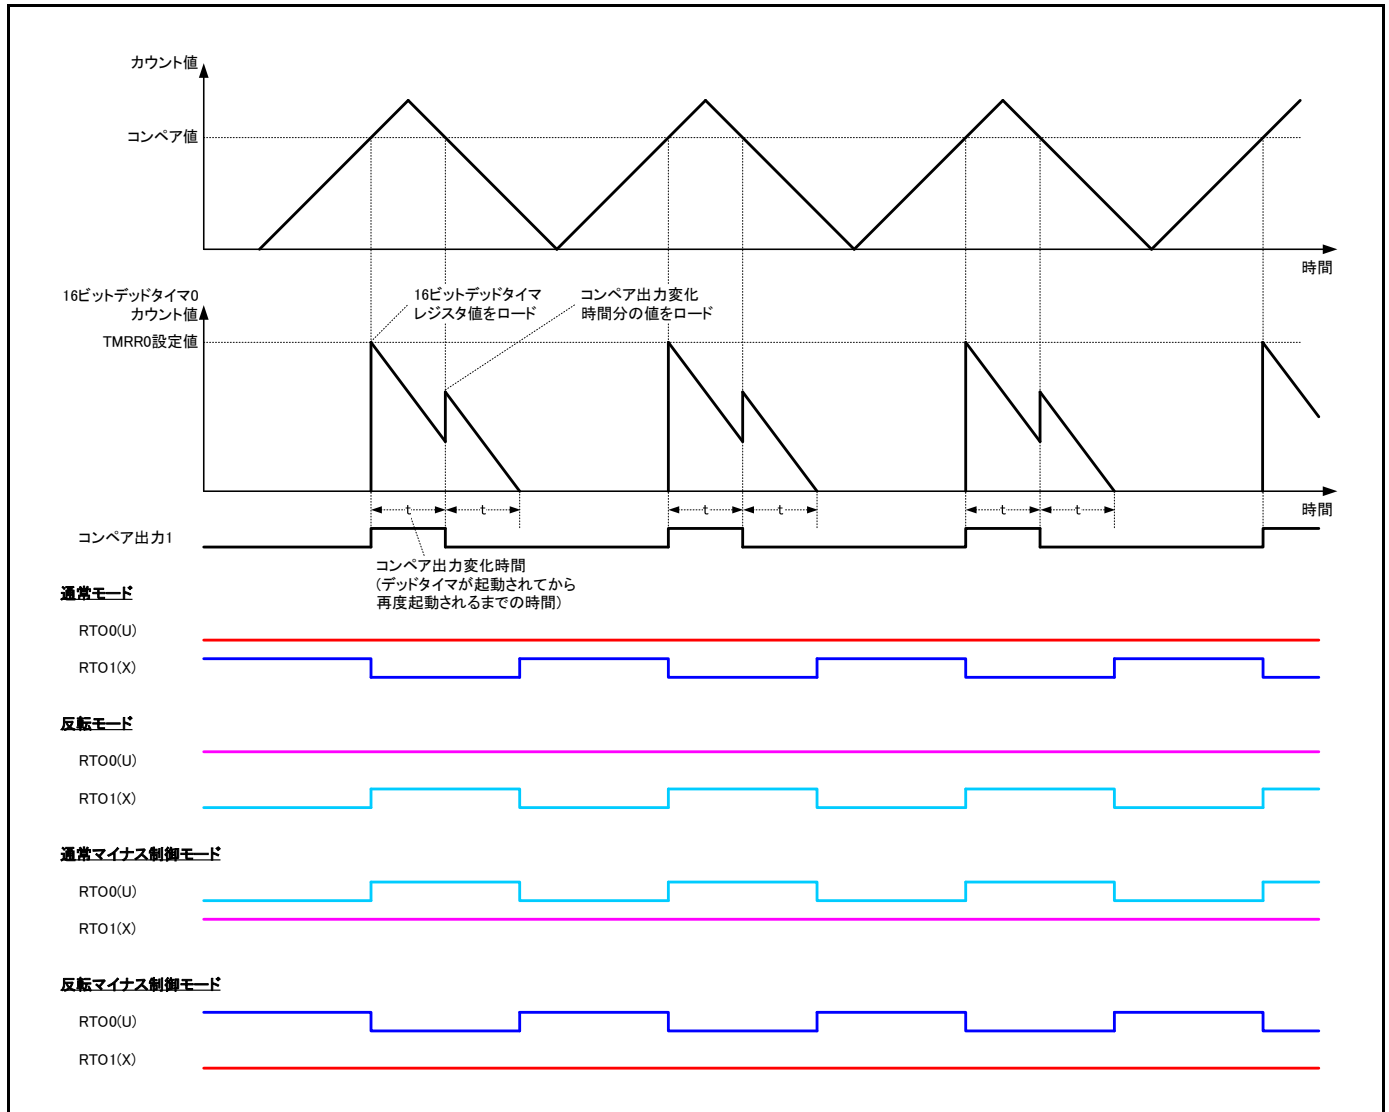 カウント値
コンペア値
時間
16ビットデッドタイマ0
カウント値
16ビットデッドタイマ
レジスタ値をロード
コンペア出力変化
時間分の値をロード
TMRR0設定値
時間
t
t
t
t
t
t
コンペア出力1
コンペア出力変化時間
(デッドタイマが起動されてから
再度起動されるまでの時間)
通常モード
RTO0(U)
RTO1(X)
反転モード
RTO0(U)
RTO1(X)
通常マイナス制御モード
RTO0(U)
RTO1(X)
反転マイナス制御モード
RTO0(U)
RTO1(X)